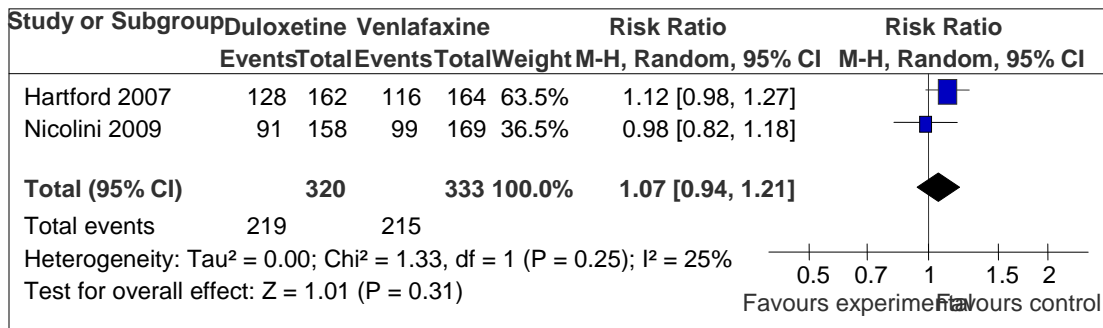 Study or Subgroup Duloxetine Venlafaxine Risk Ratio Risk Ratio
Events Total Events Total Weight M-H, Random, 95% CI M-H, Random, 95% CI
Hartford 2007 128 162 116 164 63.5% 1.12 [0.98, 1.27]
Nicolini 2009 91 158 99 169 36.5% 0.98 [0.82, 1.18]
Total (95% CI) 320 333 100.0% 1.07 [0.94, 1.21]
Total events 219 215
Heterogeneity: Tau² = 0.00; Chi² = 1.33, df = 1 (P = 0.25); I² = 25%
Test for overall effect: Z = 1.01 (P = 0.31)
0.5 0.7 1 1.5 2
Favours experimental Favours control